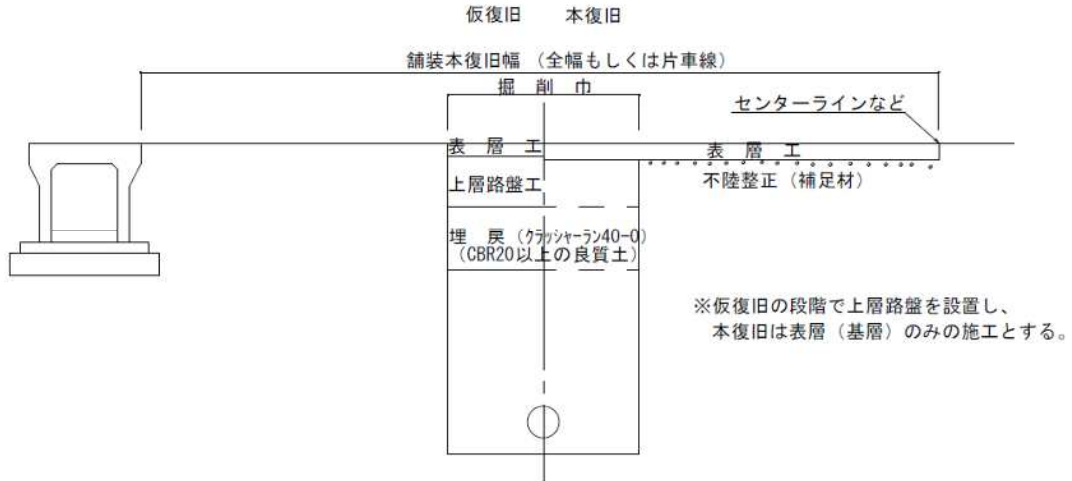 仮復旧　本復旧
舗装本復旧幅 （全幅もしくは片車線）
掘 削 巾
センターラインなど
表 層 工
表 層 工
上層路盤工
不陸整正（補足材）
埋 戻（クラッシャーラン40-0）
（CBR20以上の良質土）
※仮復旧の段階で上層路盤を設置し、
本復旧は表層（基層）のみの施工とする。